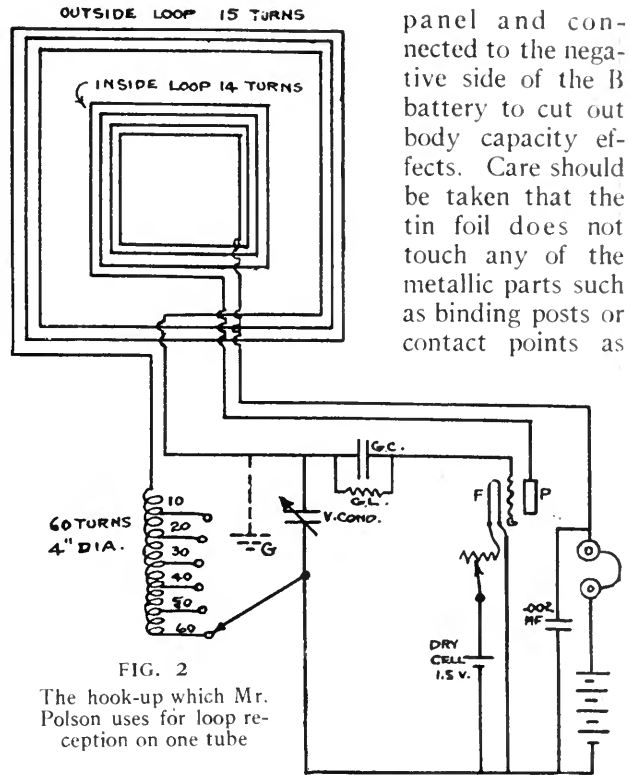 OUTSIDE LOOP 15 TURNS
INSIDE LOOP 14 TURNS
panel and con-
nected to the nega-
tive side of the B
battery to cut out
body capacity ef-
fects. Care should
be taken that the
tin foil does not
touch any of the
metallic parts such
as binding posts or
contact points as
G.C.
G.L.
F
P
V.COND.
G
60 TURNS
4" DIA.
10
20
30
40
50
60
.002
MF
DRY
CELL
1.5 V.
FIG. 2
The hook-up which Mr.
Polson uses for loop re-
ception on one tube